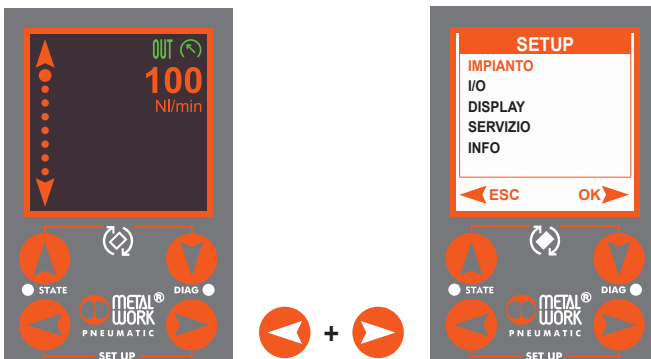 OUT
100
Nl/min
STATE
DIAG
METAL®
WORK
PNEUMATIC
SET UP
+
SETUP
IMPIANTO
I/O
DISPLAY
SERVIZIO
INFO
ESC OK
STATE
DIAG
METAL®
WORK
PNEUMATIC
SET UP